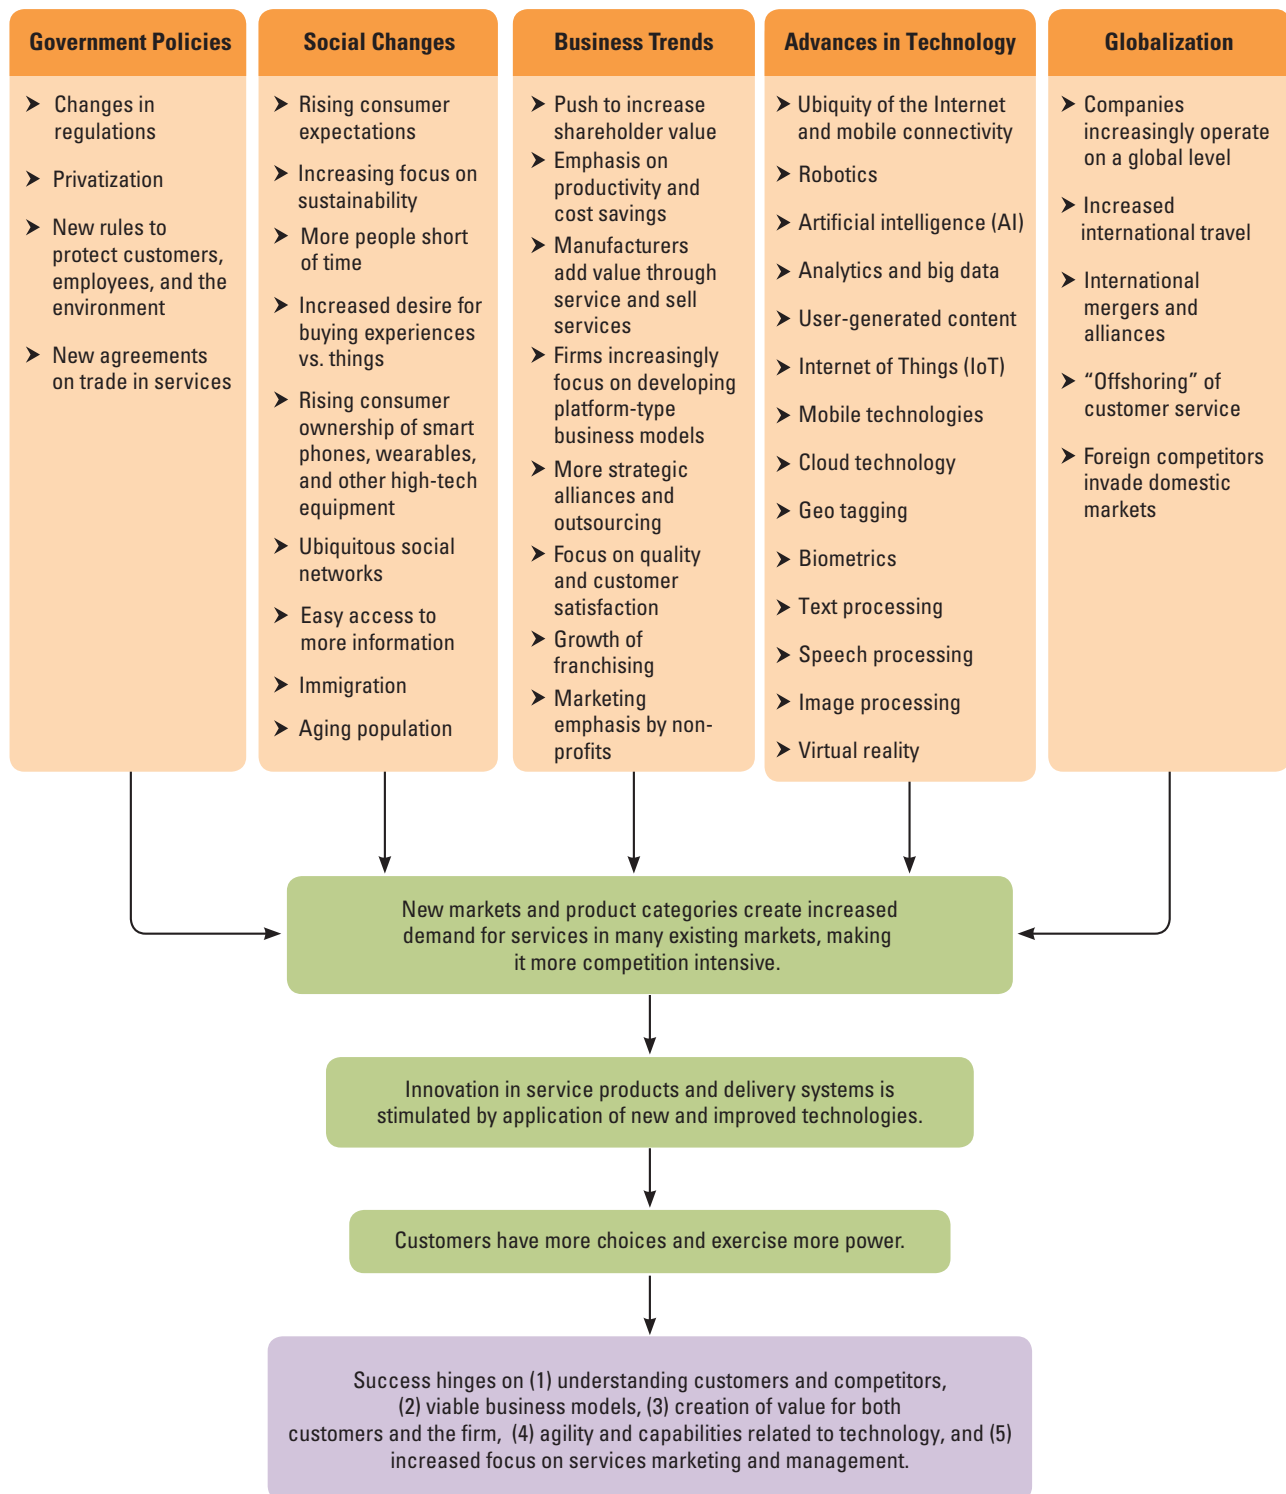 Government Policies
Changes in
regulations
Privatization
New rules to
protect customers,
employees, and the
environment
New agreements
on trade in services
Social Changes
Rising consumer
expectations
Increasing focus on
sustainability
More people short
of time
Increased desire for
buying experiences
vs. things
Rising consumer
ownership of smart
phones, wearables,
and other high-tech
equipment
Ubiquitous social
networks
Easy access to
more information
Immigration
Aging population
Business Trends
Push to increase
shareholder value
Emphasis on
productivity and
cost savings
Manufacturers
add value through
service and sell
services
Firms increasingly
focus on developing
platform-type
business models
More strategic
alliances and
outsourcing
Focus on quality
and customer
satisfaction
Growth of
franchising
Marketing
emphasis by non-
profits
Advances in Technology
Ubiquity of the Internet
and mobile connectivity
Robotics
Artificial intelligence (AI)
Analytics and big data
User-generated content
Internet of Things (IoT)
Mobile technologies
Cloud technology
Geo tagging
Biometrics
Text processing
Speech processing
Image processing
Virtual reality
Globalization
Companies
increasingly operate
on a global level
Increased
international travel
International
mergers and
alliances
“Offshoring” of
customer service
Foreign competitors
invade domestic
markets
New markets and product categories create increased
demand for services in many existing markets, making
it more competition intensive.
Innovation in service products and delivery systems is
stimulated by application of new and improved technologies.
Customers have more choices and exercise more power.
Success hinges on (1) understanding customers and competitors,
(2) viable business models, (3) creation of value for both
customers and the firm, (4) agility and capabilities related to technology, and (5)
increased focus on services marketing and management.